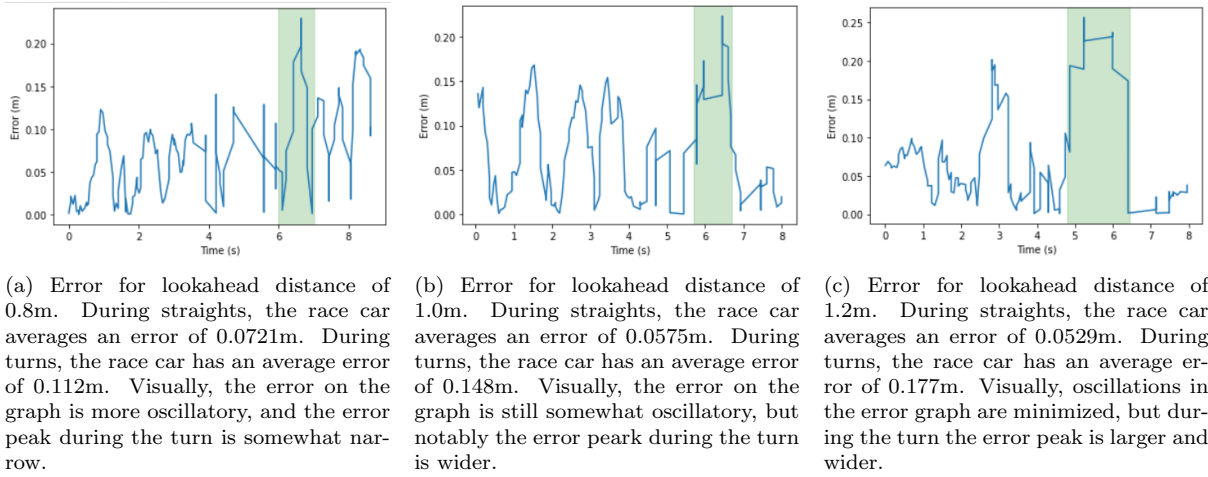 0.20
0.15
0.10
0.05
0.00
Error (m)
0 2 4 6 8
Time (s)
0.20
0.15
0.10
0.05
0.00
Error (m)
0 1 2 3 4 5 6 7 8
Time (s)
0.25
0.20
0.15
0.10
0.05
0.00
Error (m)
0 1 2 3 4 5 6 7 8
Time (s)
(a) Error for lookahead distance of
0.8m. During straights, the race car
averages an error of 0.0721m. During
turns, the race car has an average error
of 0.112m. Visually, the error on the
graph is more oscillatory, and the error
peak during the turn is somewhat nar-
row.
(b) Error for lookahead distance of
1.0m. During straights, the race car
averages an error of 0.0575m. During
turns, the race car has an average error
of 0.148m. Visually, the error on the
graph is still somewhat oscillatory, but
notably the error peark during the turn
is wider.
(c) Error for lookahead distance of
1.2m. During straights, the race car
averages an error of 0.0529m. During
turns, the race car has an average er-
ror of 0.177m. Visually, oscillations in
the error graph are minimized, but dur-
ing the turn the error peak is larger and
wider.